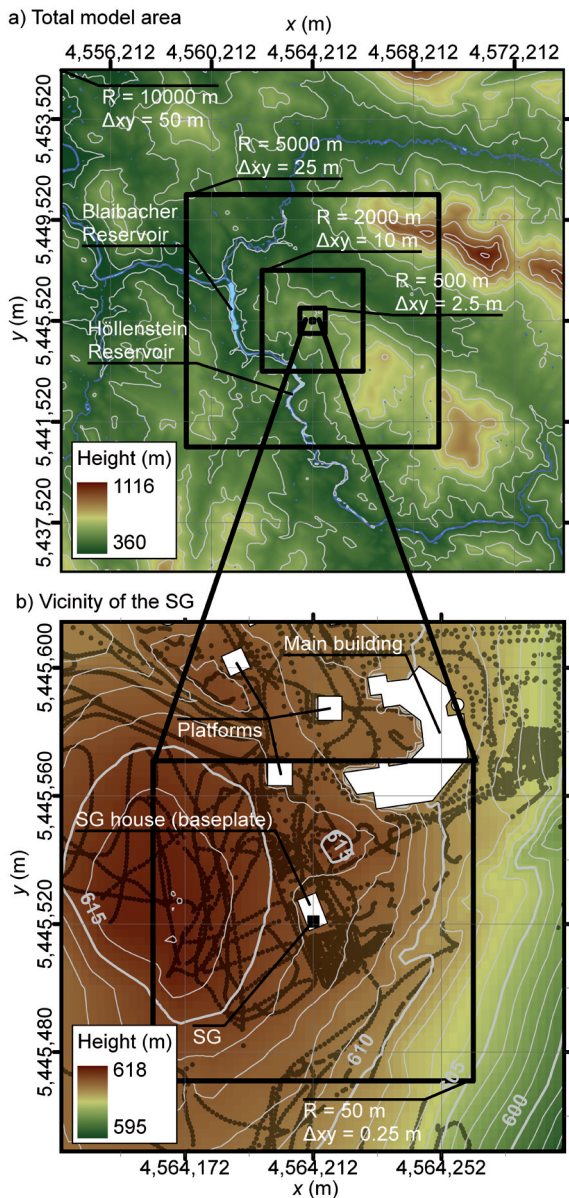 a) Total model area
x (m)
4,556,212 4,560,212 4,564,212 4,568,212 4,572,212
R = 10000 m
Δxy = 50 m
R = 5000 m
Δxy = 25 m
Blaibacher
Reservoir
R = 2000 m
Δxy = 10 m
R = 500 m
Δxy = 2.5 m
Höllenstein
Reservoir
y (m)
5,453,520
5,449,520
5,445,520
5,441,520
5,437,520
Height (m)
1116
360
b) Vicinity of the SG
Main building
Platforms
SG house (baseplate)
615
615
SG
610
605
600
R = 50 m
Δxy = 0.25 m
y (m)
5,445,600
5,445,560
5,445,520
5,445,480
Height (m)
618
595
4,564,172 4,564,212 4,564,252
x (m)